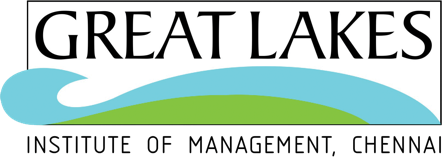 GREAT LAKES
INSTITUTE OF MANAGEMENT, CHENNAI